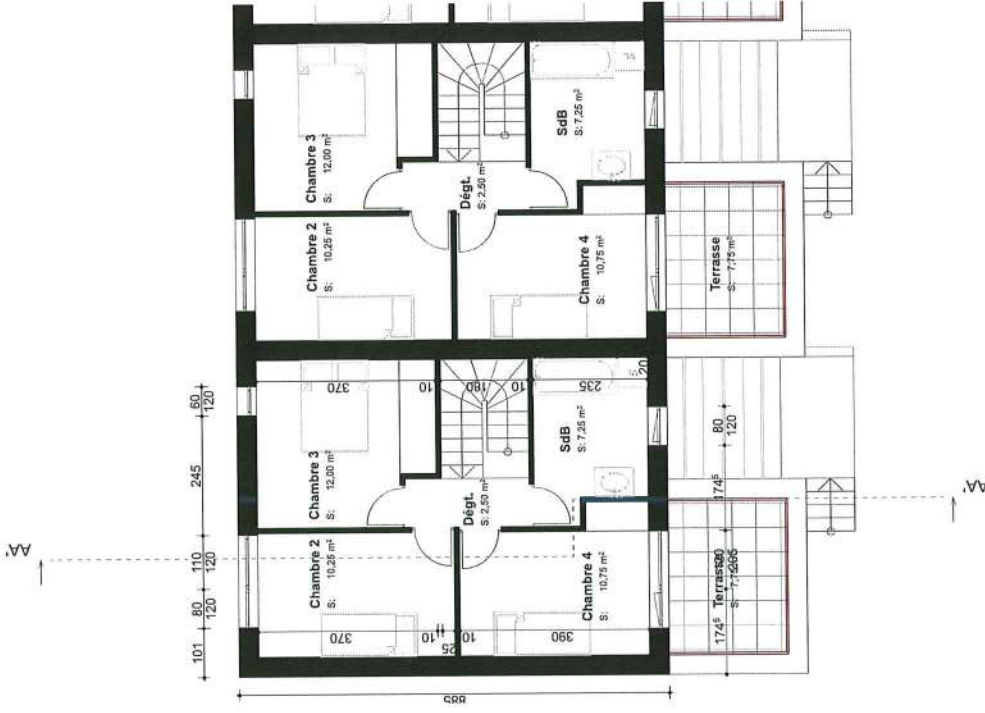 Chambre 3
S: 12,00 m²
SdB
S: 7,25 m²
Dégt.
S: 2,50 m²
Chambre 2
S: 10,25 m²
Chambre 4
S: 10,75 m²
Terrasse
S: 7,75 m²
60
120
245
110
120
80
120
101
370
10
180
10
235
20
Chambre 3
S: 12,00 m²
SdB
S: 7,25 m²
80
120
174⁵
Dégt.
S: 2,50 m²
AA'
AA'
Chambre 2
S: 10,25 m²
Chambre 4
S: 10,75 m²
Terrasse
174⁵
370
10
25
10
390
885